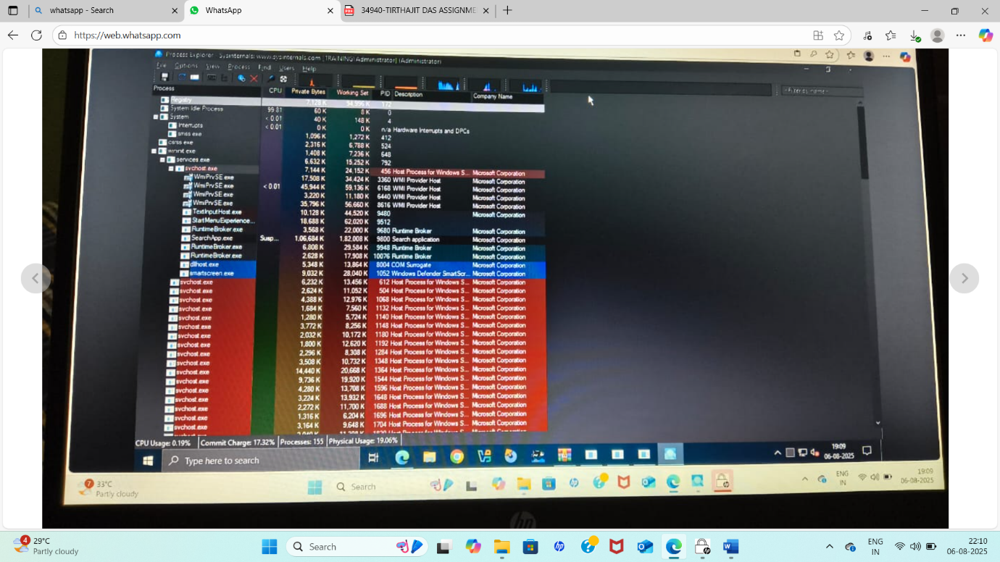 whatsapp - Search
WhatsApp
34940-TIRTHAJIT DAS ASSIGNME
https://web.whatsapp.com
Process Explorer - Sysinternals: www.sysinternals.com [TRAINING\Administrator] (Administrator)
File Options View Process Find Users Help
<Filter by name>
Process CPU Private Bytes Working Set PID Description Company Name
Registry 7,128 K 54,996 K 172
System Idle Process 99.81 60 K 8 K 0
System < 0.01 40 K 148 K 4
Interrupts < 0.01 0 K 0 K n/a Hardware Interrupts and DPCs
smss.exe 1,096 K 1,272 K 412
csrss.exe 2,316 K 6,788 K 524
wininit.exe 1,408 K 7,236 K 648
services.exe 6,632 K 15,252 K 792
svchost.exe 7,144 K 24,152 K 456 Host Process for Windows S... Microsoft Corporation
WmiPrvSE.exe 17,508 K 34,424 K 3360 WMI Provider Host Microsoft Corporation
WmiPrvSE.exe < 0.01 45,944 K 59,136 K 6168 WMI Provider Host Microsoft Corporation
WmiPrvSE.exe 3,220 K 11,180 K 6440 WMI Provider Host Microsoft Corporation
WmiPrvSE.exe 35,796 K 56,660 K 8616 WMI Provider Host Microsoft Corporation
TextInputHost.exe 10,128 K 44,520 K 9480 Microsoft Corporation
StartMenuExperience... 18,688 K 62,020 K 9512
RuntimeBroker.exe 3,568 K 22,000 K 9680 Runtime Broker Microsoft Corporation
SearchApp.exe Susp... 1,06,684 K 1,82,008 K 9800 Search application Microsoft Corporation
RuntimeBroker.exe 6,808 K 29,584 K 9948 Runtime Broker Microsoft Corporation
RuntimeBroker.exe 2,628 K 17,908 K 10076 Runtime Broker Microsoft Corporation
dllhost.exe 5,348 K 13,864 K 8004 COM Surrogate Microsoft Corporation
smartscreen.exe 9,032 K 28,040 K 1052 Windows Defender SmartScr... Microsoft Corporation
svchost.exe 6,232 K 13,456 K 612 Host Process for Windows S... Microsoft Corporation
svchost.exe 2,624 K 11,052 K 504 Host Process for Windows S... Microsoft Corporation
svchost.exe 4,388 K 12,976 K 1068 Host Process for Windows S... Microsoft Corporation
svchost.exe 1,684 K 7,560 K 1132 Host Process for Windows S... Microsoft Corporation
svchost.exe 1,280 K 5,724 K 1140 Host Process for Windows S... Microsoft Corporation
svchost.exe 3,772 K 8,256 K 1148 Host Process for Windows S... Microsoft Corporation
svchost.exe 2,032 K 10,172 K 1180 Host Process for Windows S... Microsoft Corporation
svchost.exe 1,800 K 12,620 K 1192 Host Process for Windows S... Microsoft Corporation
svchost.exe 2,296 K 8,308 K 1284 Host Process for Windows S... Microsoft Corporation
svchost.exe 3,508 K 10,732 K 1348 Host Process for Windows S... Microsoft Corporation
svchost.exe 14,440 K 20,668 K 1364 Host Process for Windows S... Microsoft Corporation
svchost.exe 9,736 K 19,920 K 1544 Host Process for Windows S... Microsoft Corporation
svchost.exe 4,280 K 13,708 K 1596 Host Process for Windows S... Microsoft Corporation
svchost.exe 3,224 K 13,932 K 1648 Host Process for Windows S... Microsoft Corporation
svchost.exe 2,272 K 11,700 K 1688 Host Process for Windows S... Microsoft Corporation
svchost.exe 1,316 K 6,204 K 1696 Host Process for Windows S... Microsoft Corporation
svchost.exe 3,164 K 9,648 K 1704 Host Process for Windows S... Microsoft Corporation
CPU Usage: 0.19% Commit Charge: 17.32% Processes: 155 Physical Usage: 19.06%
Type here to search
19:09
06-08-2025
7
33°C
Partly cloudy
Search
ENG
IN
19:09
06-08-2025
hp
4
29°C
Partly cloudy
Search
ENG
IN
22:10
06-08-2025